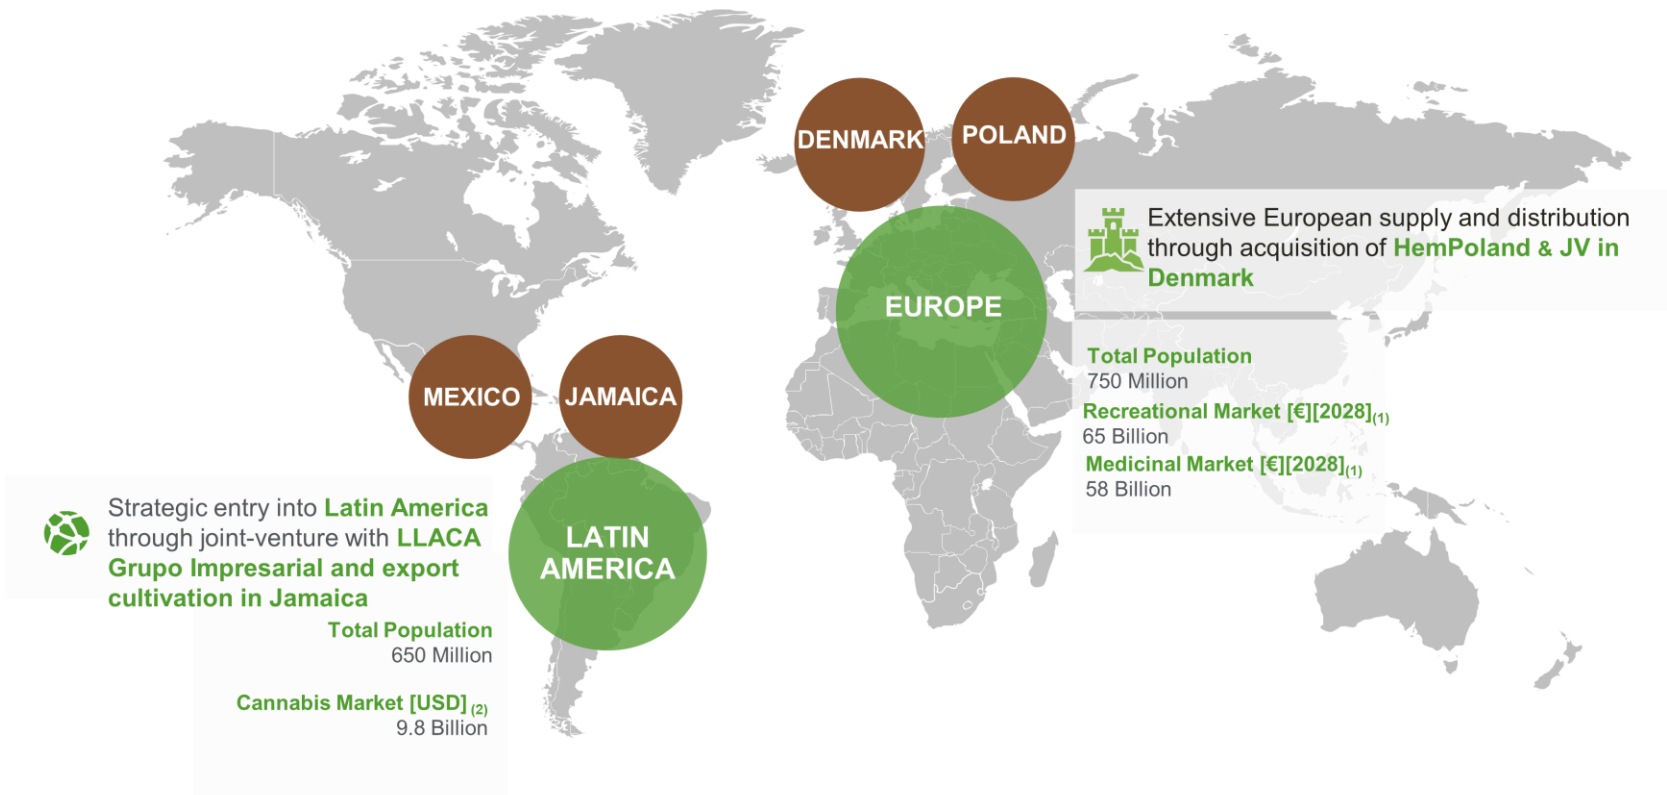 DENMARK
POLAND
Extensive European supply and distribution
through acquisition of HemPoland & JV in
Denmark
EUROPE
Total Population
750 Million
Recreational Market [€][2028](1)
65 Billion
Medicinal Market [€][2028](1)
58 Billion
MEXICO
JAMAICA
LATIN
AMERICA
Strategic entry into Latin America
through joint-venture with LLACA
Grupo Impresarial and export
cultivation in Jamaica
Total Population
650 Million
Cannabis Market [USD] (2)
9.8 Billion